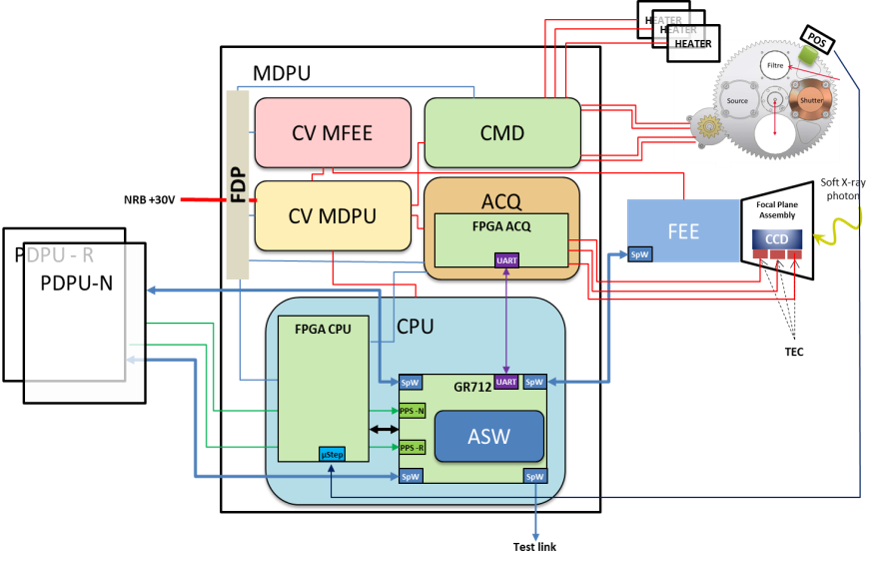 HEATER
HEATER
HEATER
POS
Filtre
Source
Shutter
MDPU
CV MFEE
CMD
FDP
NRB +30V
CV MDPU
ACQ
FPGA ACQ
UART
FEE
SpW
Focal Plane
Assembly
CCD
Soft X-ray
photon
TEC
PDPU - R
PDPU-N
CPU
FPGA CPU
µStep
GR712
SpW
UART
SpW
PPS -N
PPS -R
ASW
SpW
SpW
Test link